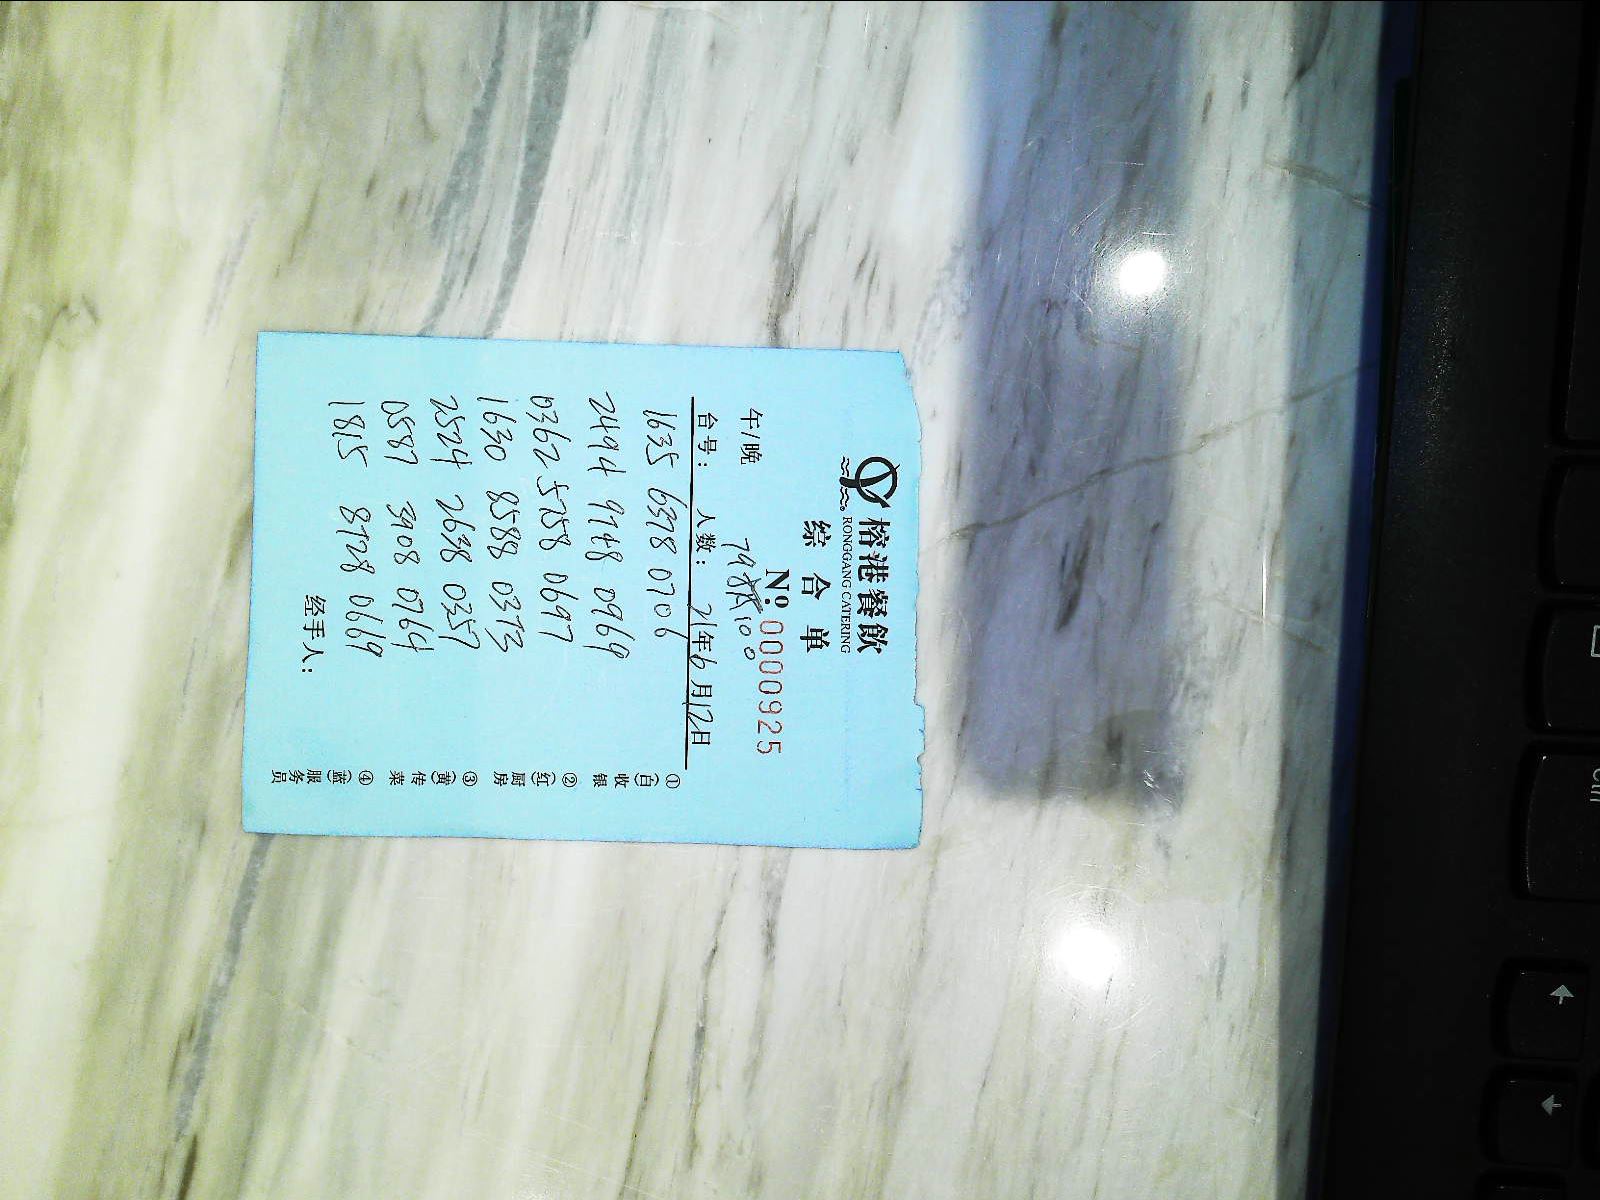 榕港餐飲
RONGGANG CATERING
综合单
№ 0000925
午/晚
台号: 人数: 21年6月12日
1635 6378 0706
2494 9748 0969
0362 5758 0697
1630 8588 0373
2524 2638 0357
0587 3908 0764
1815 8728 0669
经手人:
①(白)收银
②(红)厨房
③(黄)传菜
④(蓝)服务员
Ctrl